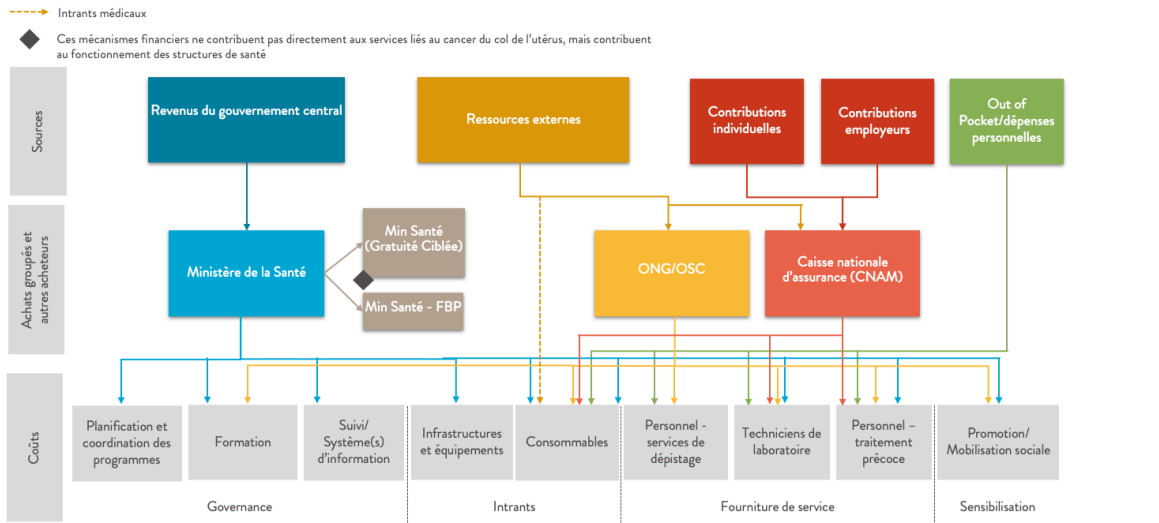 Intrants médicaux
Ces mécanismes financiers ne contribuent pas directement aux services liés au cancer du col de l'utérus, mais contribuent
au fonctionnement des structures de santé
Sources
Revenus du gouvernement central
Ressources externes
Contributions
individuelles
Contributions
employeurs
Out of
Pocket/dépenses
personnelles
Achats groupés et
autres acheteurs
Ministère de la Santé
Min Santé
(Gratuité Ciblée)
Min Santé - FBP
ONG/OSC
Caisse nationale
d'assurance (CNAM)
Coûts
Planification et
coordination des
programmes
Formation
Suivi/
Système(s)
d'information
Infrastructures
et équipements
Consommables
Personnel -
services de
dépistage
Techniciens de
laboratoire
Personnel –
traitement
précoce
Promotion/
Mobilisation sociale
Governance
Intrants
Fourniture de service
Sensibilisation